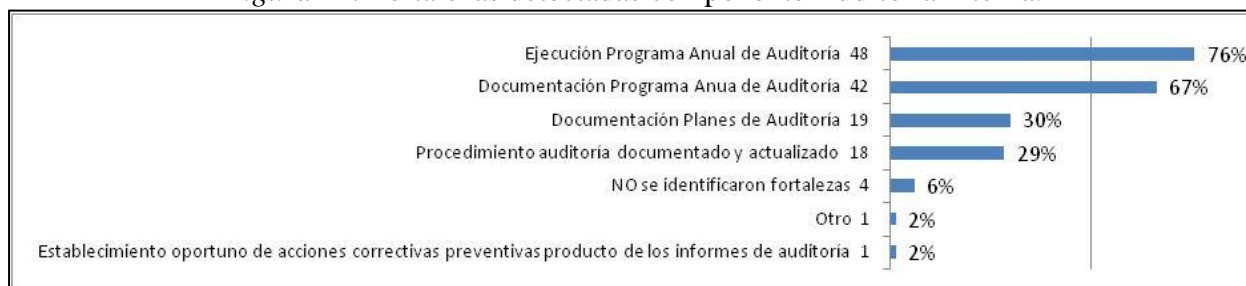 Ejecución Programa Anual de Auditoría 48 76%
Documentación Programa Anua de Auditoría 42 67%
Documentación Planes de Auditoría 19 30%
Procedimiento auditoría documentado y actualizado 18 29%
NO se identificaron fortalezas 4 6%
Otro 1 2%
Establecimiento oportuno de acciones correctivas preventivas producto de los informes de auditoría 1 2%